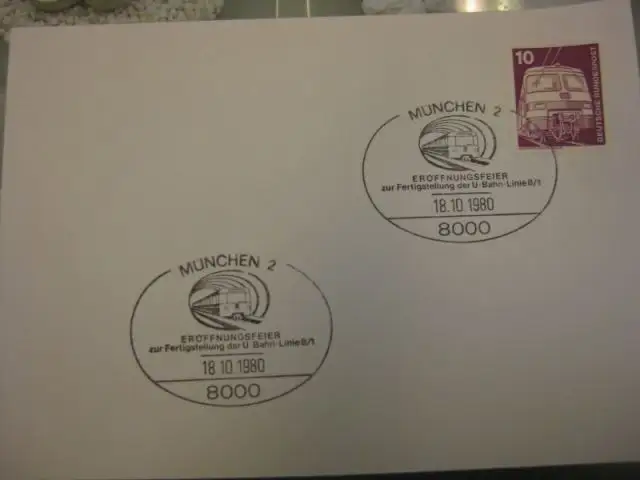 10
DEUTSCHE BUNDESPOST
MÜNCHEN 2
ERÖFFNUNGSFEIER
zur Fertigstellung der U-Bahn-Linie 8/1
18.10.1980
8000
MÜNCHEN 2
ERÖFFNUNGSFEIER
zur Fertigstellung der U Bahn-Linie 8/1
18 10 1980
8000